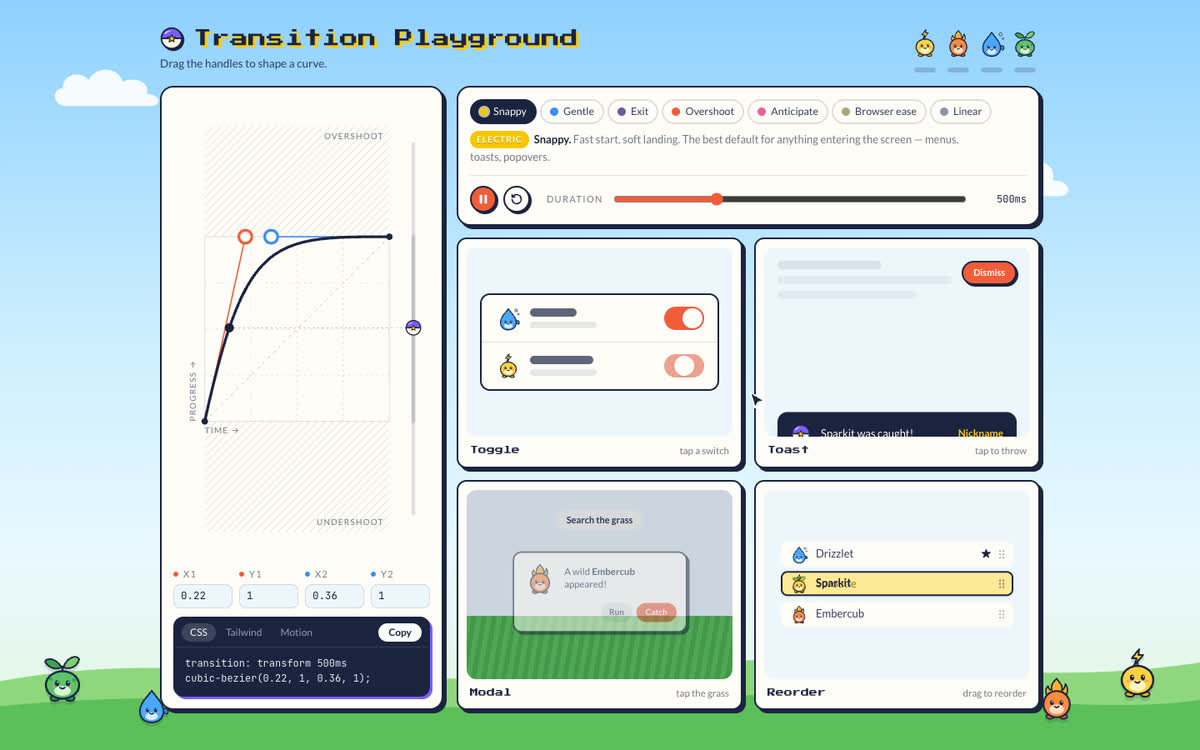 Transition Playground
Drag the handles to shape a curve.
OVERSHOOT
PROGRESS →
TIME →
UNDERSHOOT
X1 Y1 X2 Y2
0.22 1 0.36 1
CSS Tailwind Motion Copy
transition: transform 500ms
cubic-bezier(0.22, 1, 0.36, 1);
Snappy Gentle Exit Overshoot Anticipate Browser ease Linear
ELECTRIC Snappy. Fast start, soft landing. The best default for anything entering the screen — menus,
toasts, popovers.
DURATION 500ms
Toggle tap a switch
Dismiss
Sparkit was caught! Nickname
Toast tap to throw
Search the grass
A wild Embercub
appeared!
Run Catch
Modal tap the grass
Drizzlet
Sparkit
Embercub
Reorder drag to reorder